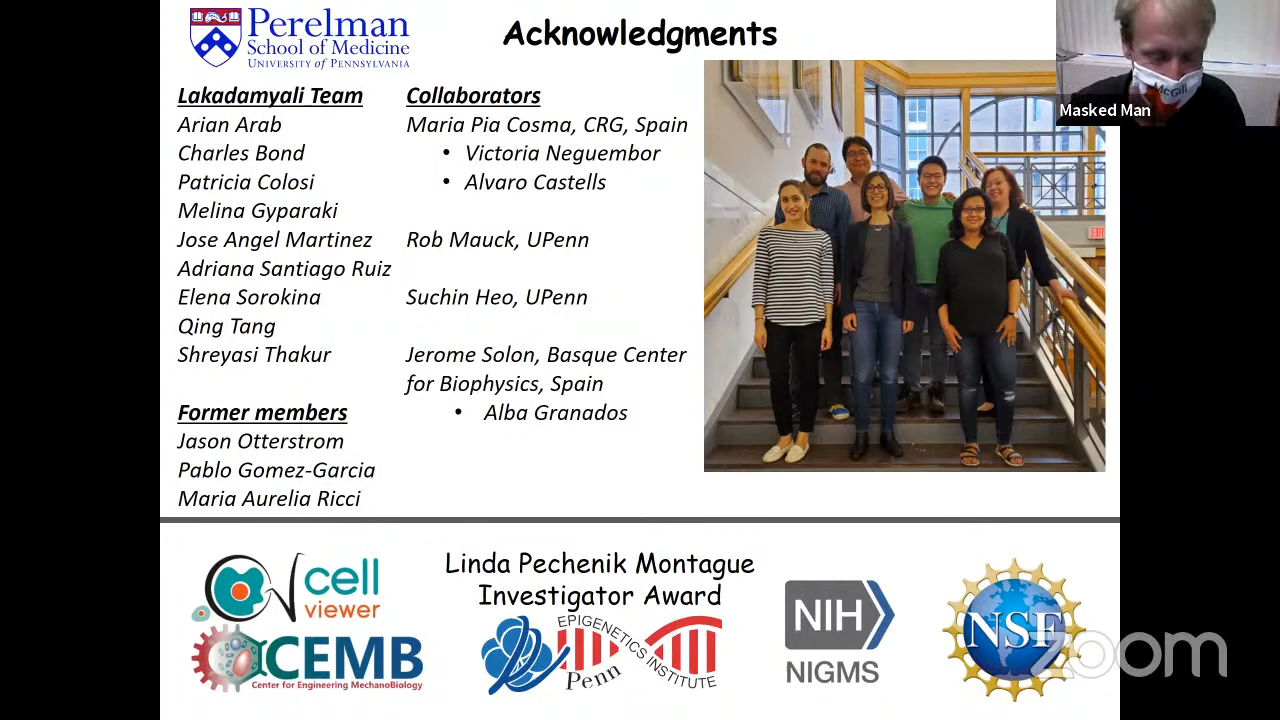 Perelman
School of Medicine
University of Pennsylvania
Acknowledgments
McGill
Masked Man
Lakadamyali Team
Arian Arab
Charles Bond
Patricia Colosi
Melina Gyparaki
Jose Angel Martinez
Adriana Santiago Ruiz
Elena Sorokina
Qing Tang
Shreyasi Thakur
Former members
Jason Otterstrom
Pablo Gomez-Garcia
Maria Aurelia Ricci
Collaborators
Maria Pia Cosma, CRG, Spain
• Victoria Neguembor
• Alvaro Castells
Rob Mauck, UPenn
Suchin Heo, UPenn
Jerome Solon, Basque Center
for Biophysics, Spain
• Alba Granados
EXIT
cell
viewer
CEMB
Center for Engineering MechanoBiology
Linda Pechenik Montague
Investigator Award
EPIGENETICS INSTITUTE
Penn
NIH
NIGMS
NSF
zoom